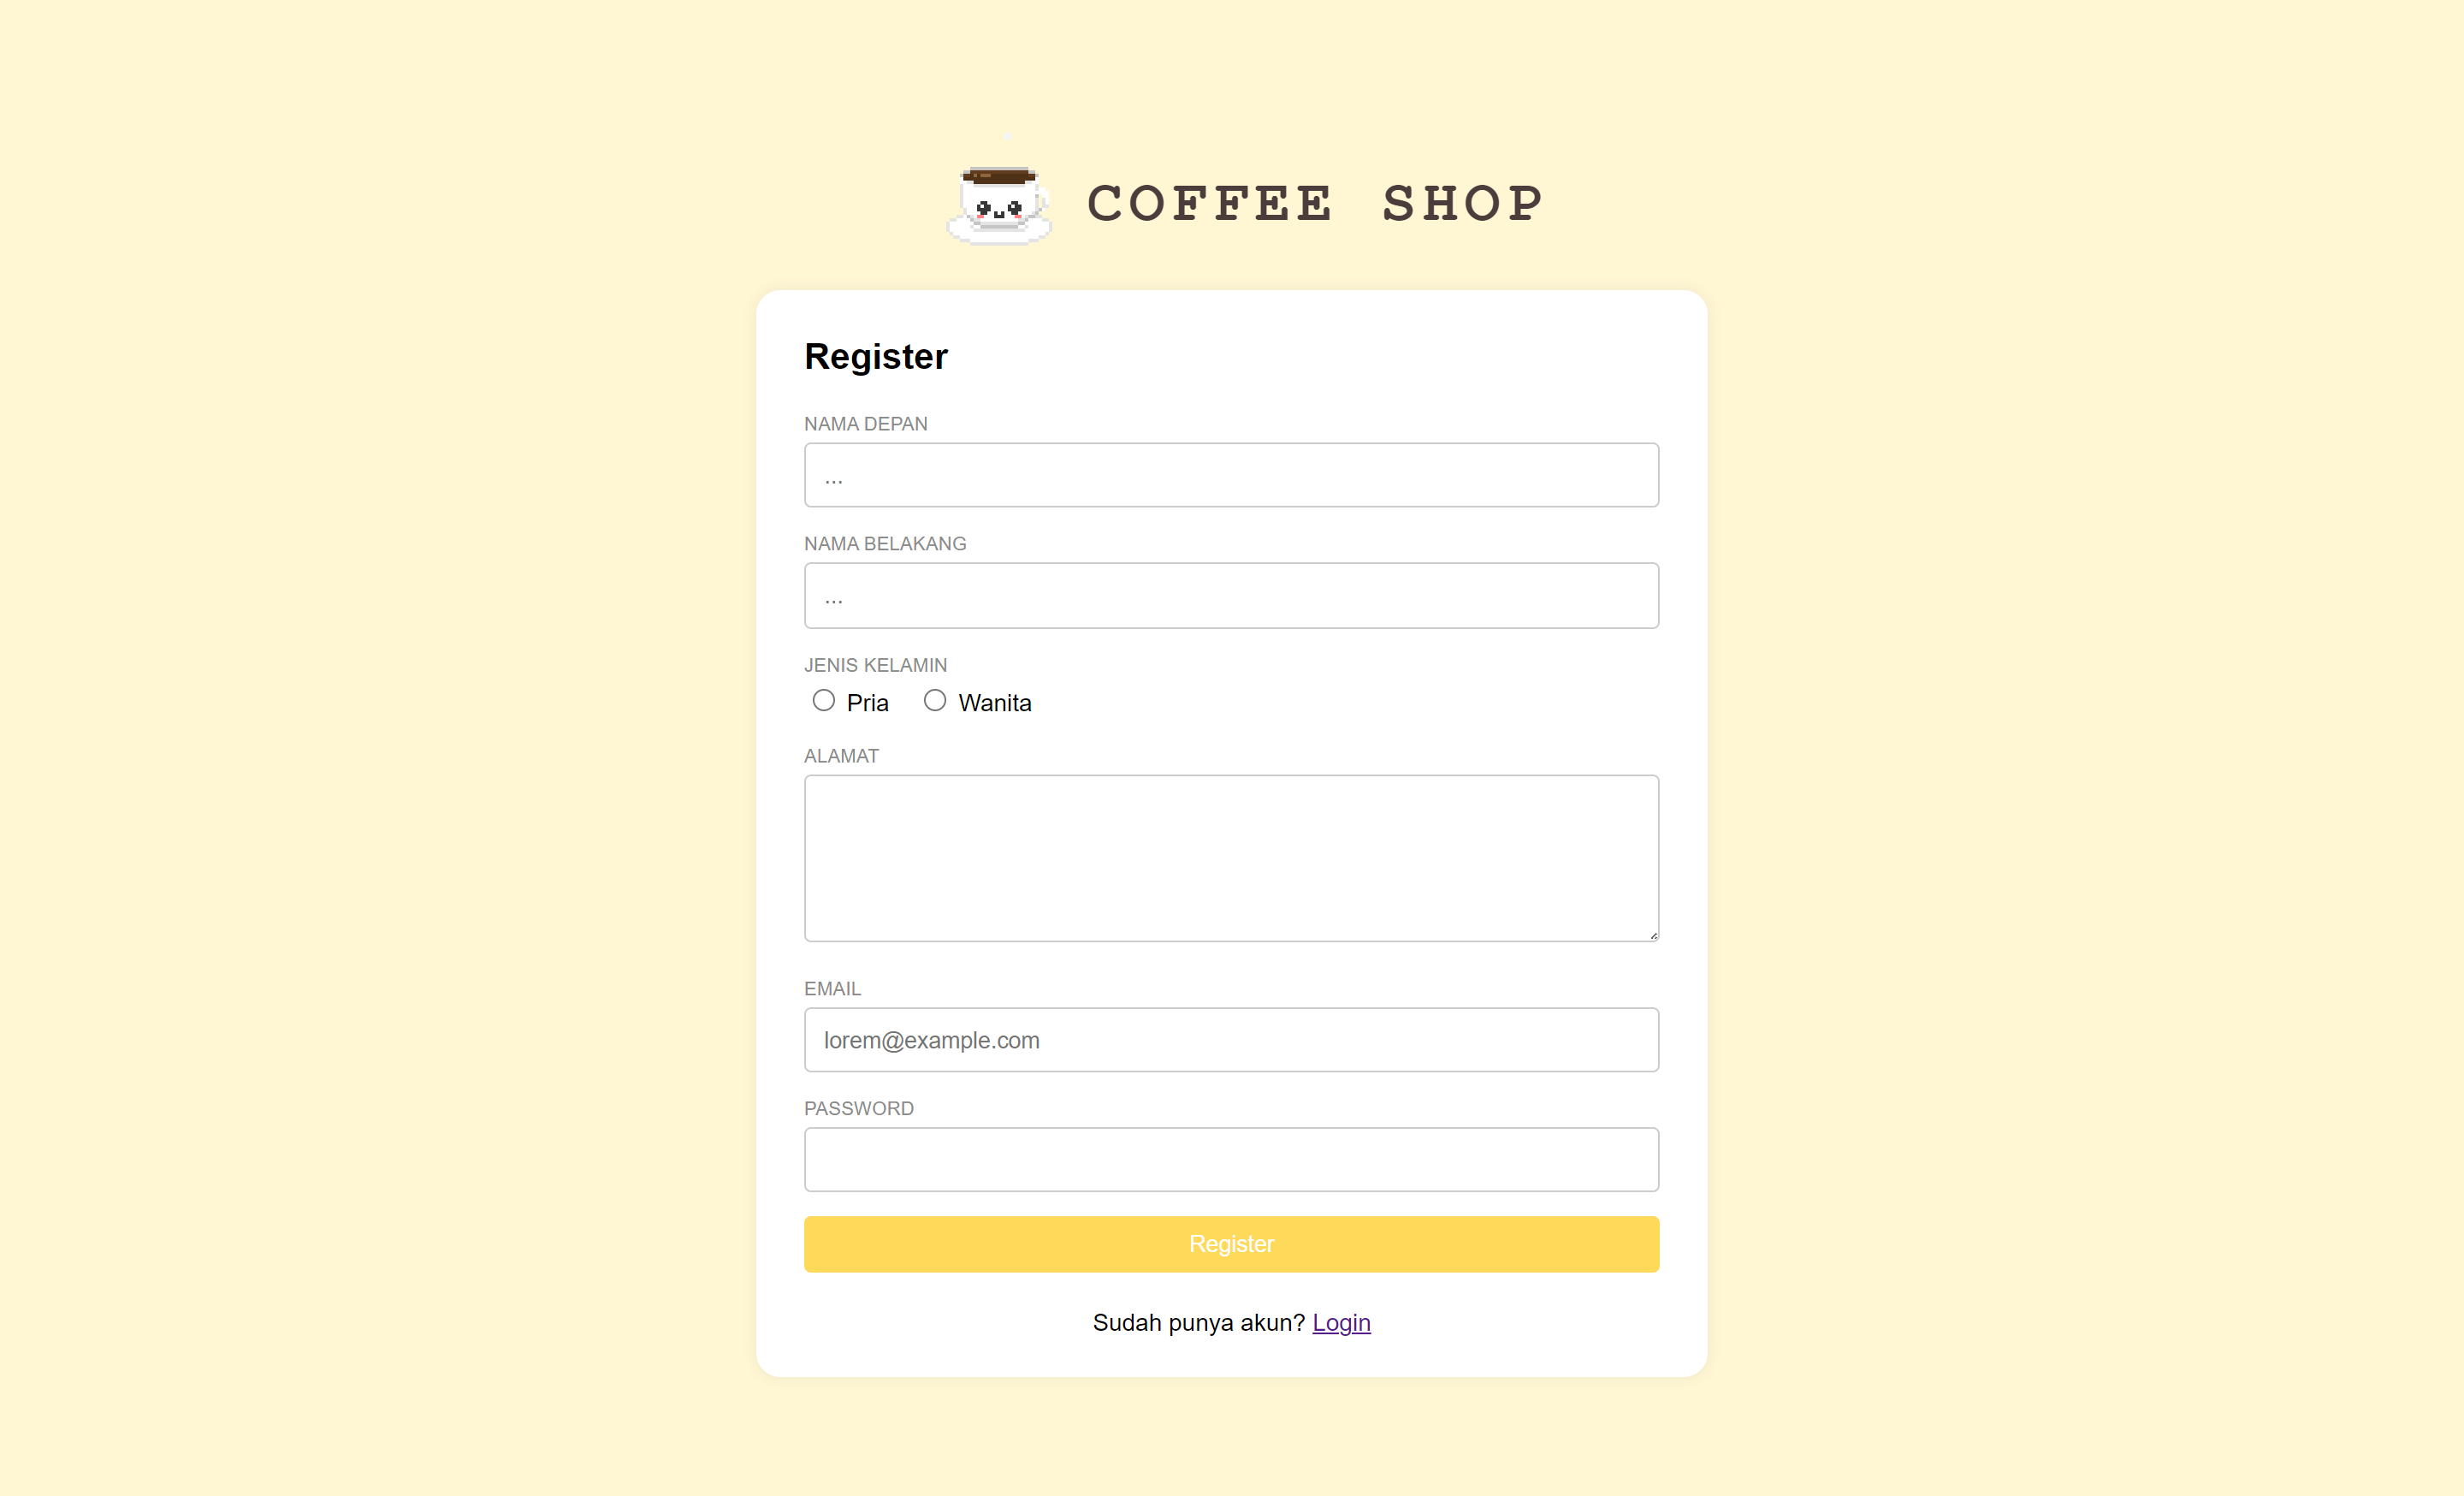 COFFEE SHOP
Register
NAMA DEPAN
...
NAMA BELAKANG
...
JENIS KELAMIN
Pria Wanita
ALAMAT
EMAIL
lorem@example.com
PASSWORD
Register
Sudah punya akun? Login